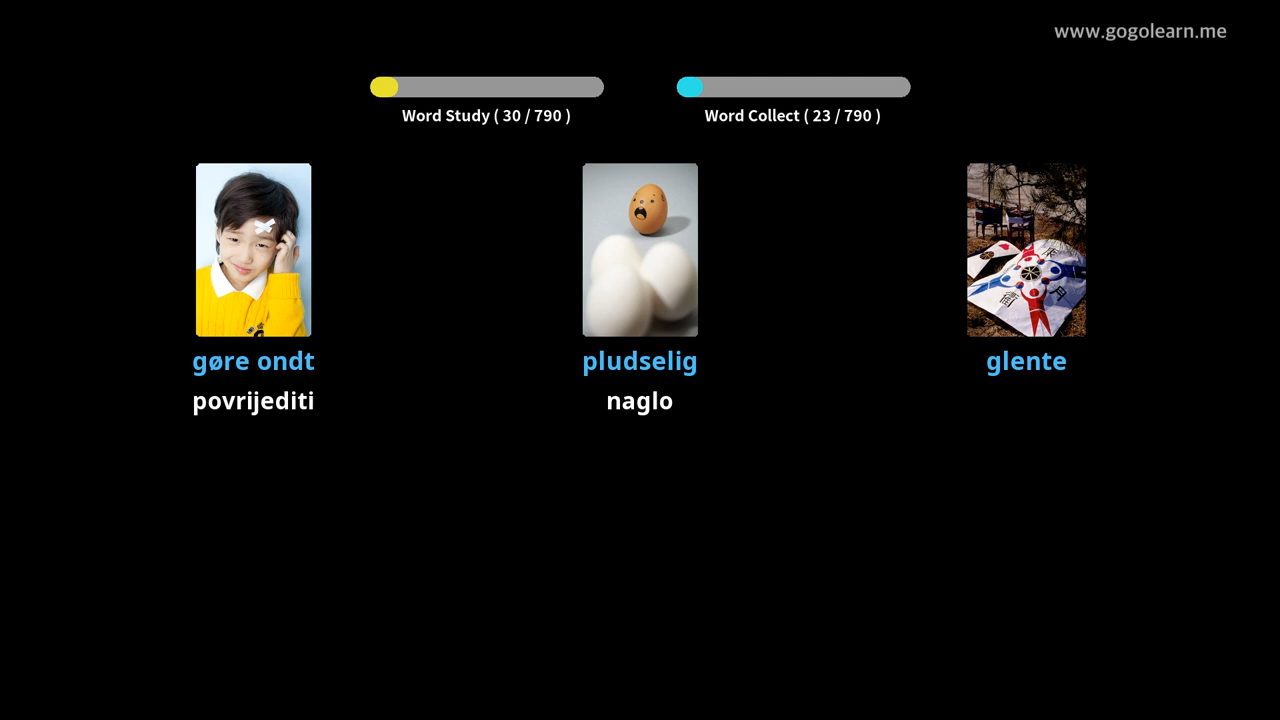 www.gogolearn.me
Word Study ( 30 / 790 )
Word Collect ( 23 / 790 )
gøre ondt
pludselig
glente
povrijediti
naglo